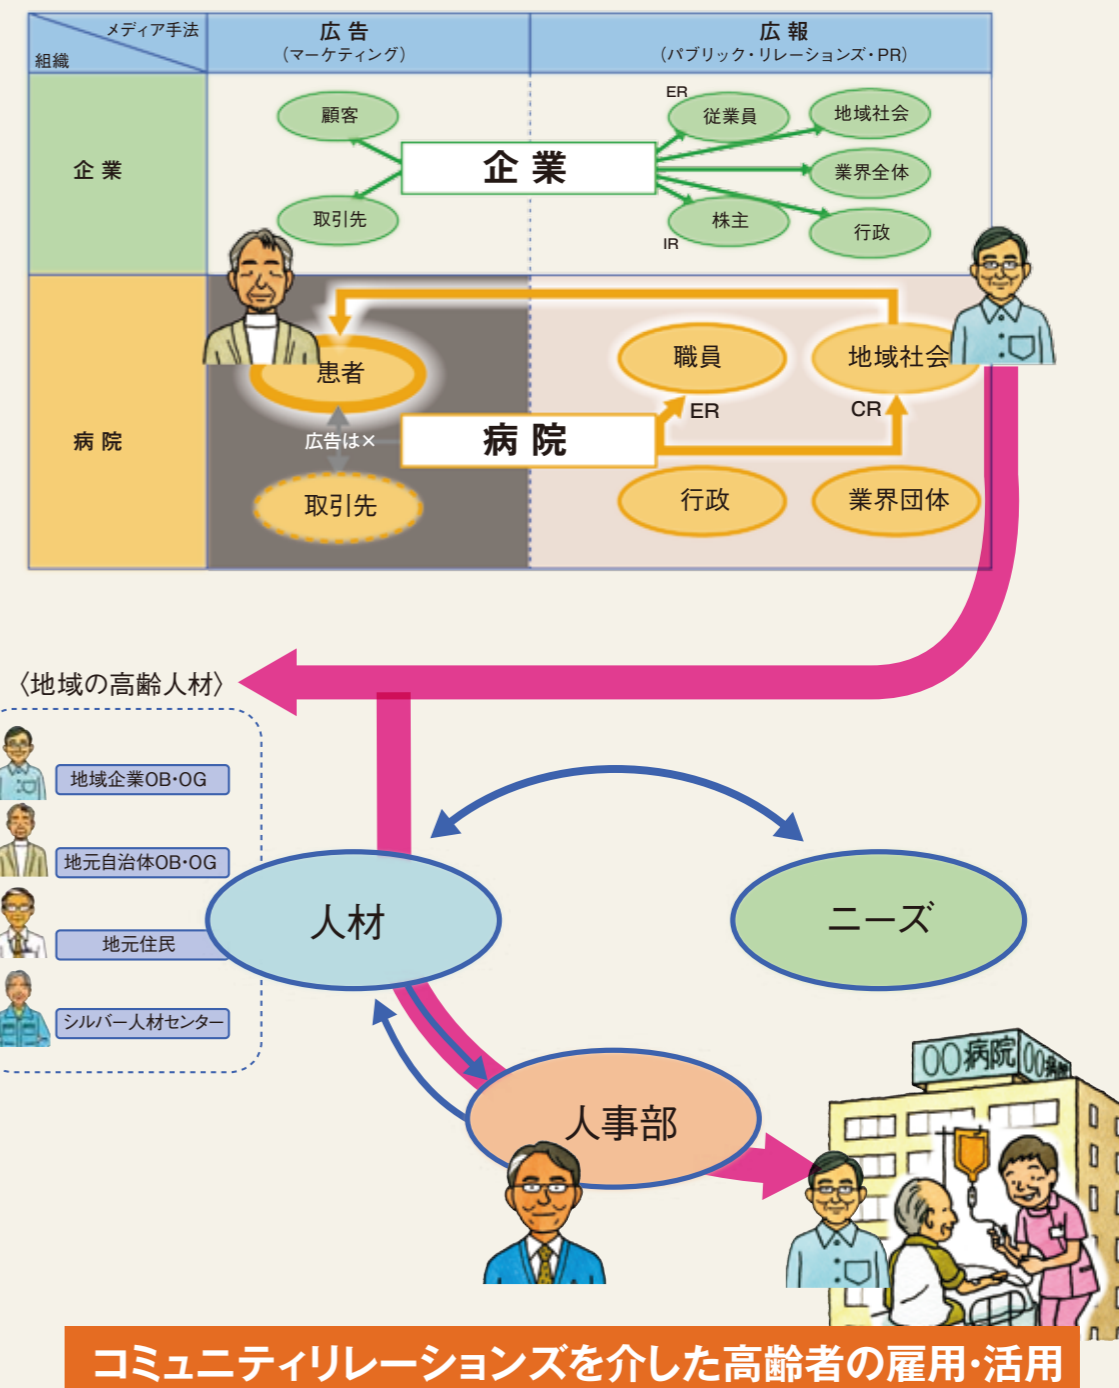 メディア手法
組織
広告
（マーケティング）
広報
（パブリック・リレーションズ・PR）
企業
顧客
取引先
企業
ER
従業員
地域社会
業界全体
株主
IR
行政
病院
患者
広告は×
取引先
病院
職員
ER
地域社会
CR
行政
業界団体
〈地域の高齢人材〉
地域企業OB・OG
地元自治体OB・OG
地元住民
シルバー人材センター
人材
ニーズ
人事部
〇〇病院
〇〇病院
コミュニティリレーションズを介した高齢者の雇用・活用